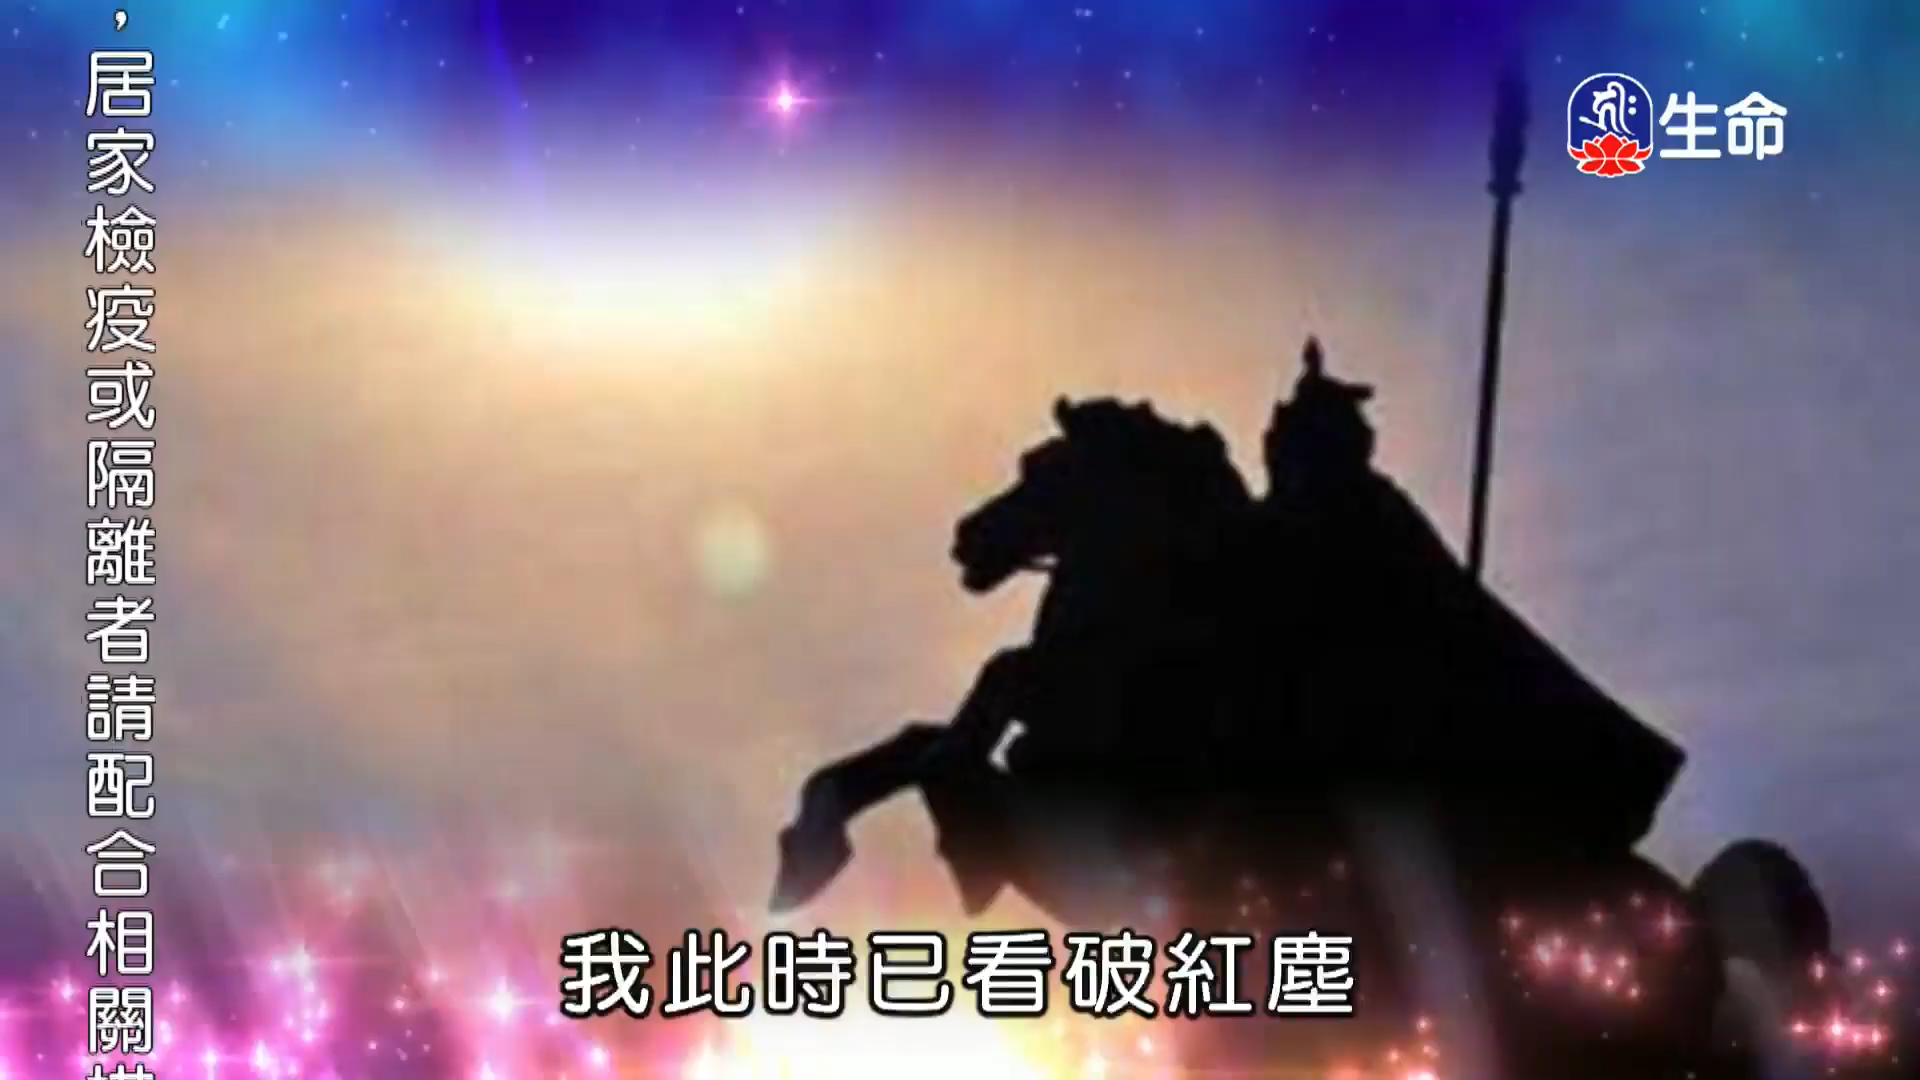 ，居家檢疫或隔離者請配合相關
生命
我此時已看破紅塵